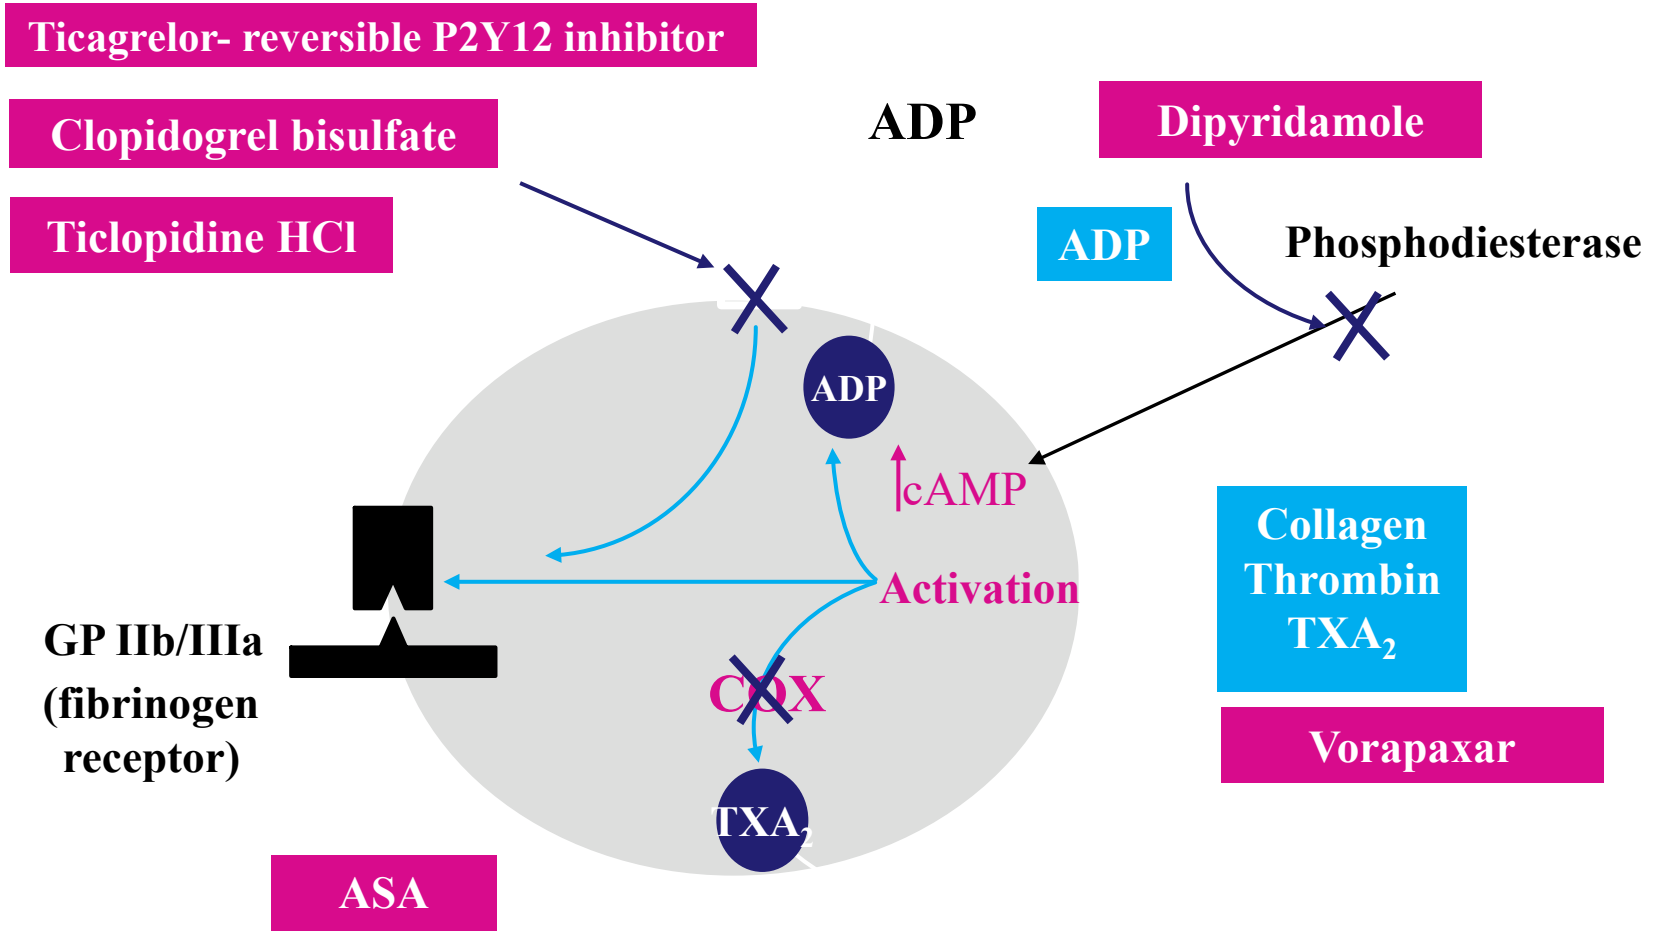 Ticagrelor- reversible P2Y12 inhibitor
Clopidogrel bisulfate
Ticlopidine HCl
ADP
Dipyridamole
ADP
Phosphodiesterase
ADP
cAMP
Activation
Collagen
Thrombin
TXA₂
GP IIb/IIIa
(fibrinogen
receptor)
COX
Vorapaxar
TXA₂
ASA